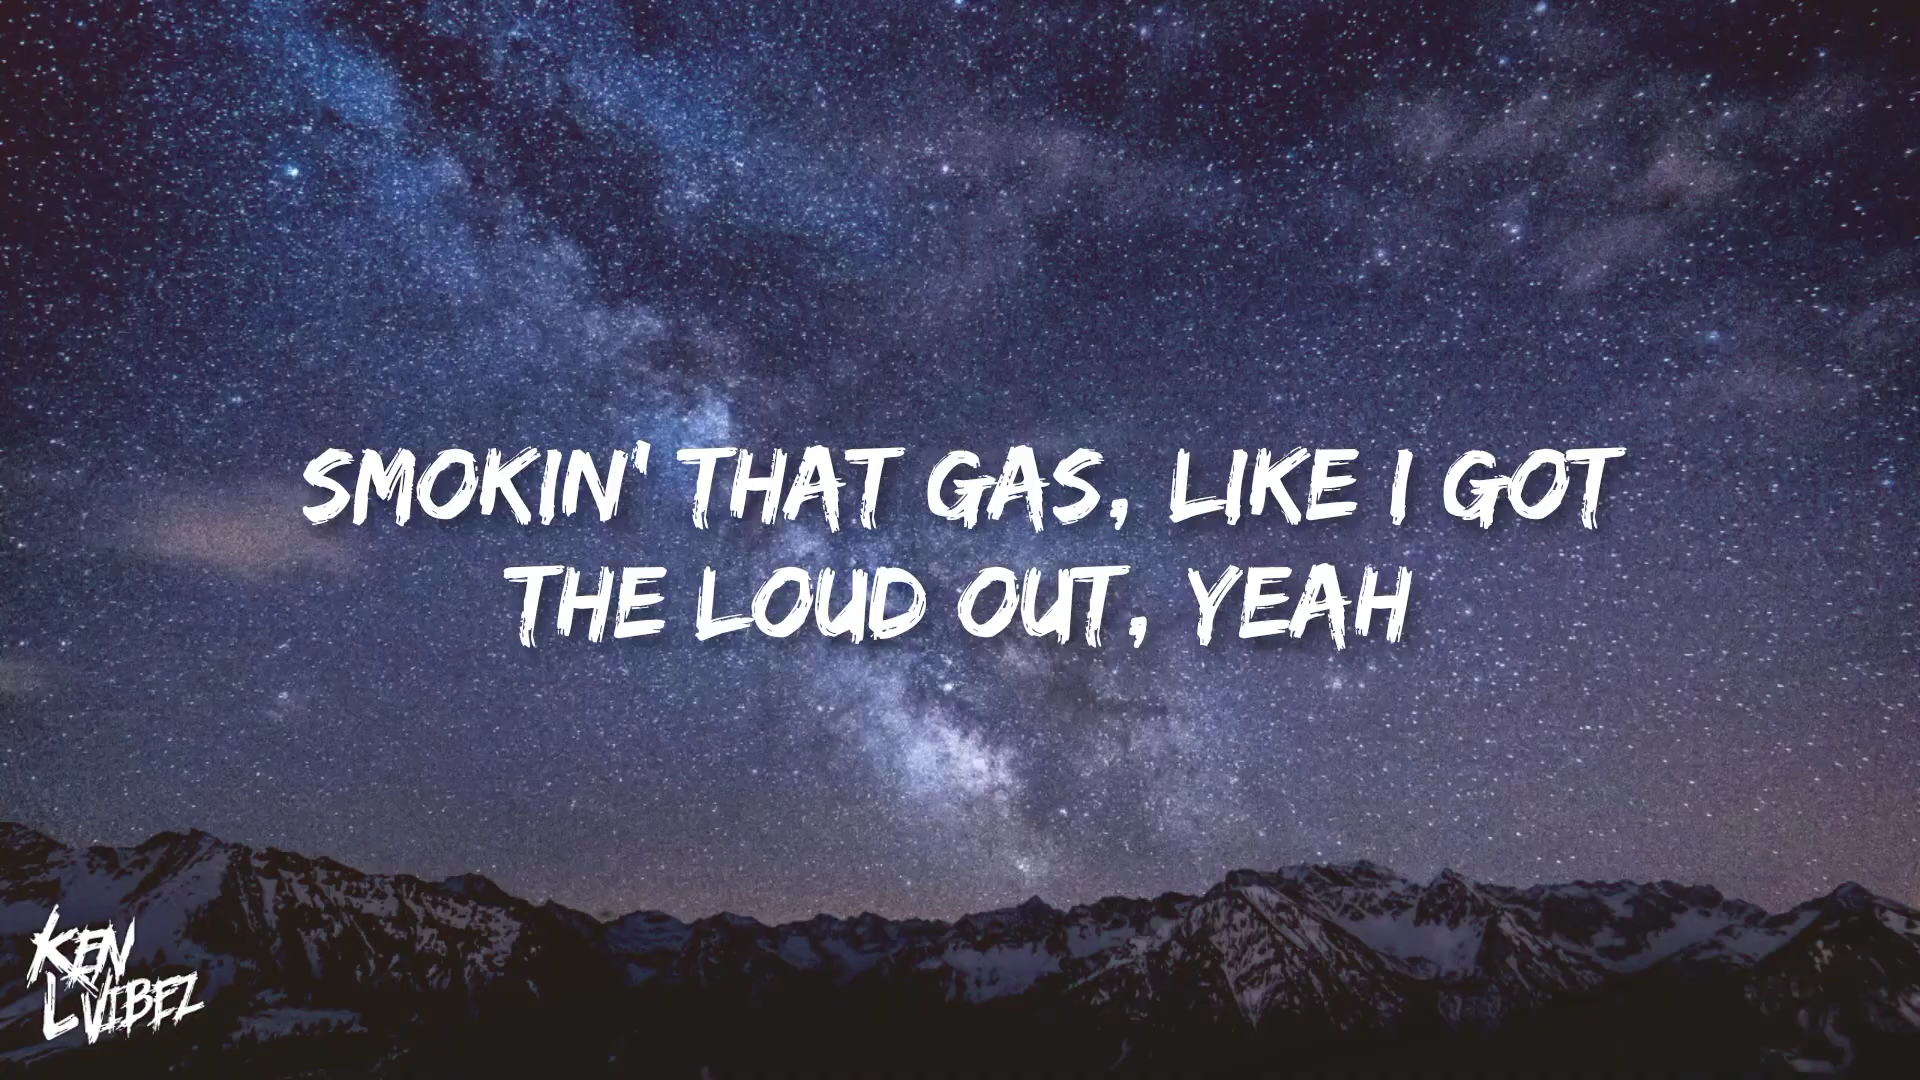 SMOKIN' THAT GAS, LIKE I GOT
THE LOUD OUT, YEAH
KEN
LVIBEZ